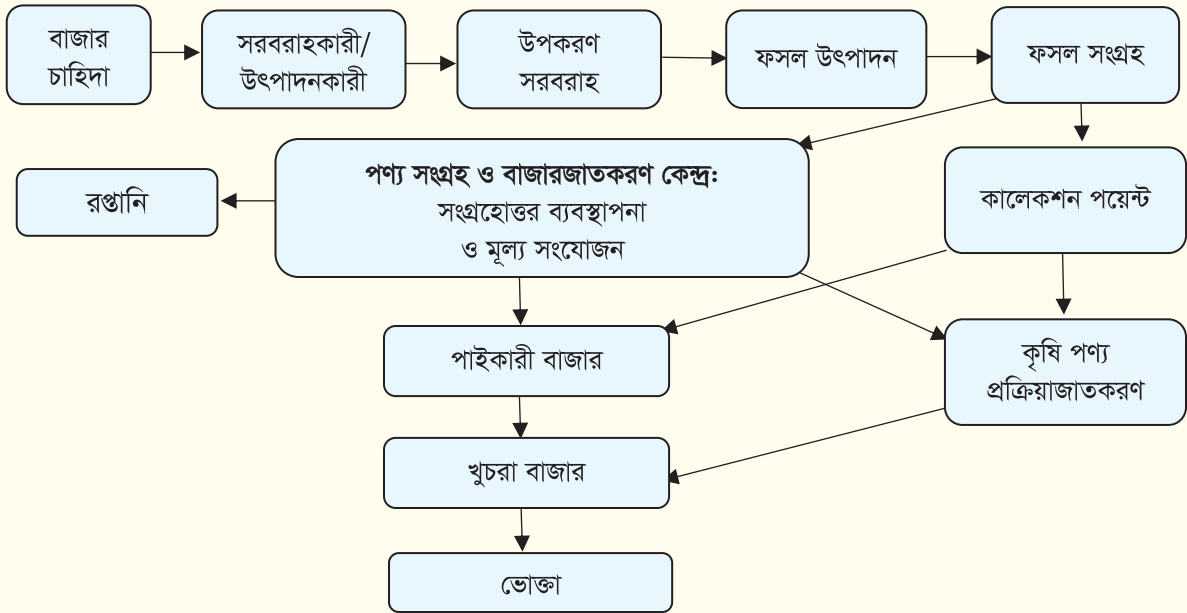 বাজার
চাহিদা
সরবরাহকারী/
উৎপাদনকারী
উপকরণ
সরবরাহ
ফসল উৎপাদন
ফসল সংগ্রহ
পণ্য সংগ্রহ ও বাজারজাতকরণ কেন্দ্র:
সংগ্রহোত্তর ব্যবস্থাপনা
ও মূল্য সংযোজন
রপ্তানি
কালেকশন পয়েন্ট
পাইকারী বাজার
কৃষি পণ্য
প্রক্রিয়াজাতকরণ
খুচরা বাজার
ভোক্তা